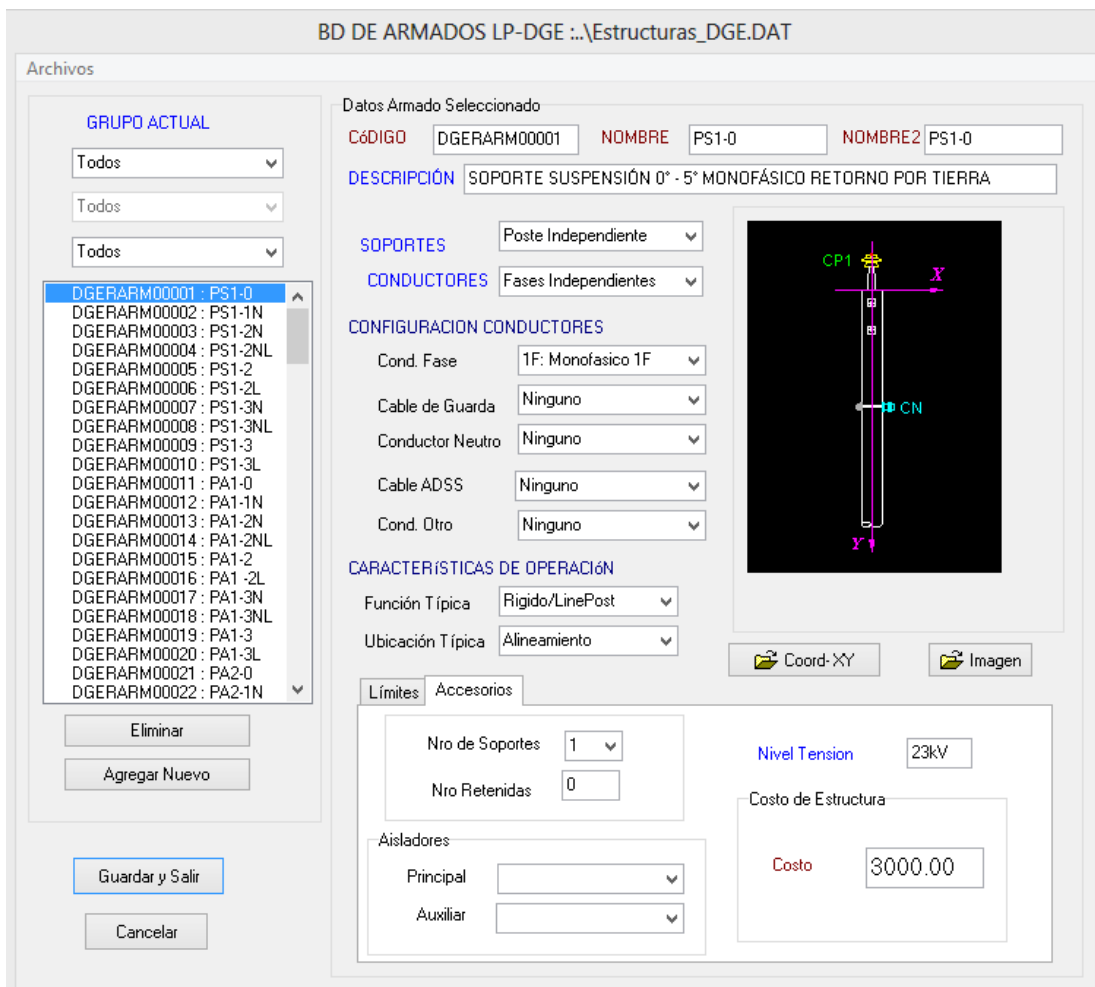 BD DE ARMADOS LP-DGE :..\Estructuras_DGE.DAT
Archivos
GRUPO ACTUAL
Todos
Todos
Todos
DGERARM00001 : PS1-0
DGERARM00002 : PS1-1N
DGERARM00003 : PS1-2N
DGERARM00004 : PS1-2NL
DGERARM00005 : PS1-2
DGERARM00006 : PS1-2L
DGERARM00007 : PS1-3N
DGERARM00008 : PS1-3NL
DGERARM00009 : PS1-3
DGERARM00010 : PS1-3L
DGERARM00011 : PA1-0
DGERARM00012 : PA1-1N
DGERARM00013 : PA1-2N
DGERARM00014 : PA1-2NL
DGERARM00015 : PA1-2
DGERARM00016 : PA1 -2L
DGERARM00017 : PA1-3N
DGERARM00018 : PA1-3NL
DGERARM00019 : PA1-3
DGERARM00020 : PA1-3L
DGERARM00021 : PA2-0
DGERARM00022 : PA2-1N
Eliminar
Agregar Nuevo
Guardar y Salir
Cancelar
Datos Armado Seleccionado
CóDIGO DGERARM00001 NOMBRE PS1-0 NOMBRE2 PS1-0
DESCRIPCIÓN SOPORTE SUSPENSIÓN 0° - 5° MONOFÁSICO RETORNO POR TIERRA
SOPORTES Poste Independiente
CONDUCTORES Fases Independientes
CONFIGURACION CONDUCTORES
Cond. Fase 1F: Monofasico 1F
Cable de Guarda Ninguno
Conductor Neutro Ninguno
Cable ADSS Ninguno
Cond. Otro Ninguno
CARACTERíSTICAS DE OPERACIóN
Función Típica Rigido/LinePost
Ubicación Típica Alineamiento
CP1
X
CN
Y
Coord-XY Imagen
Límites Accesorios
Nro de Soportes 1
Nro Retenidas 0
Aisladores
Principal
Auxiliar
Nivel Tension 23kV
Costo de Estructura
Costo 3000.00